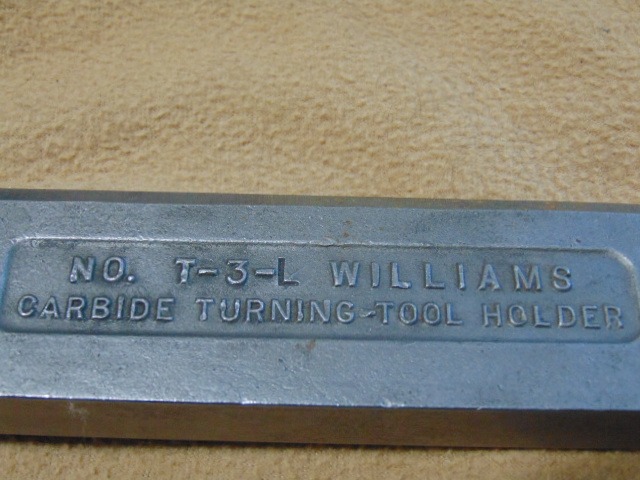 NO. T-3-L WILLIAMS
CARBIDE TURNING-TOOL HOLDER